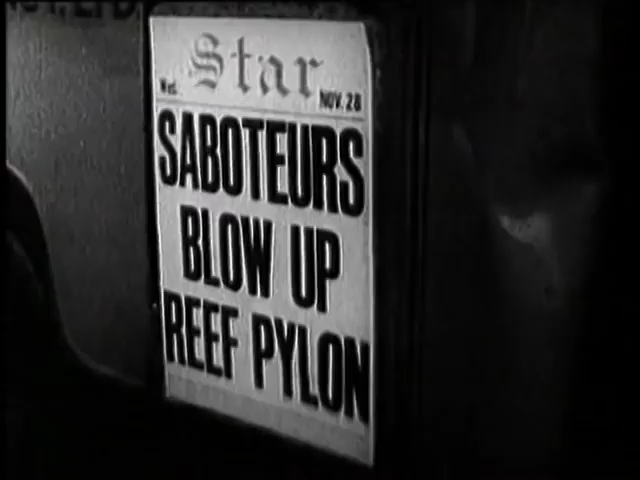 Star
Wed. NOV. 28
SABOTEURS
BLOW UP
REEF PYLON